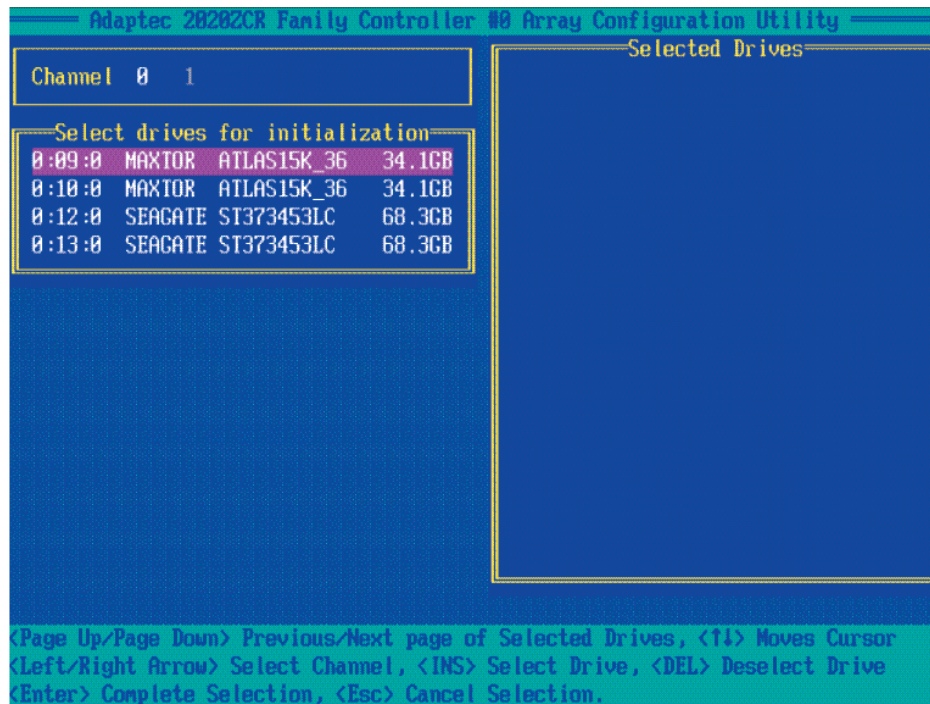 Adaptec 2020ZCR Family Controller #0 Array Configuration Utility
Channel 0 1
Select drives for initialization
0:09:0 MAXTOR ATLAS15K_36 34.1GB
0:10:0 MAXTOR ATLAS15K_36 34.1GB
0:12:0 SEAGATE ST373453LC 68.3GB
0:13:0 SEAGATE ST373453LC 68.3GB
Selected Drives
<Page Up/Page Down> Previous/Next page of Selected Drives, <↑↓> Moves Cursor
<Left/Right Arrow> Select Channel, <INS> Select Drive, <DEL> Deselect Drive
<Enter> Complete Selection, <Esc> Cancel Selection.